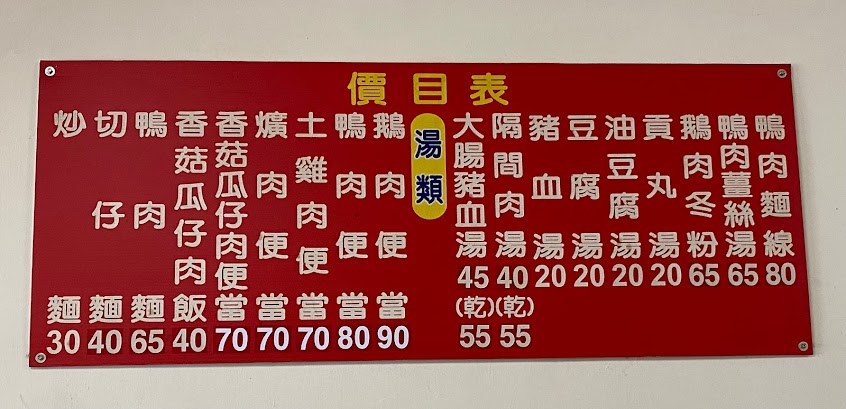 價目表
炒麵30
切仔麵40
鴨肉麵65
香菇瓜仔肉飯40
香菇瓜仔肉便當70
爌肉便當70
土雞肉便當70
鴨肉便當80
鵝肉便當90
湯類
大腸豬血湯45(乾)55
隔間肉湯40(乾)55
豬血湯20
豆腐湯20
油豆腐湯20
貢丸湯20
鵝肉冬粉65
鴨肉薑絲湯65
鴨肉麵線80